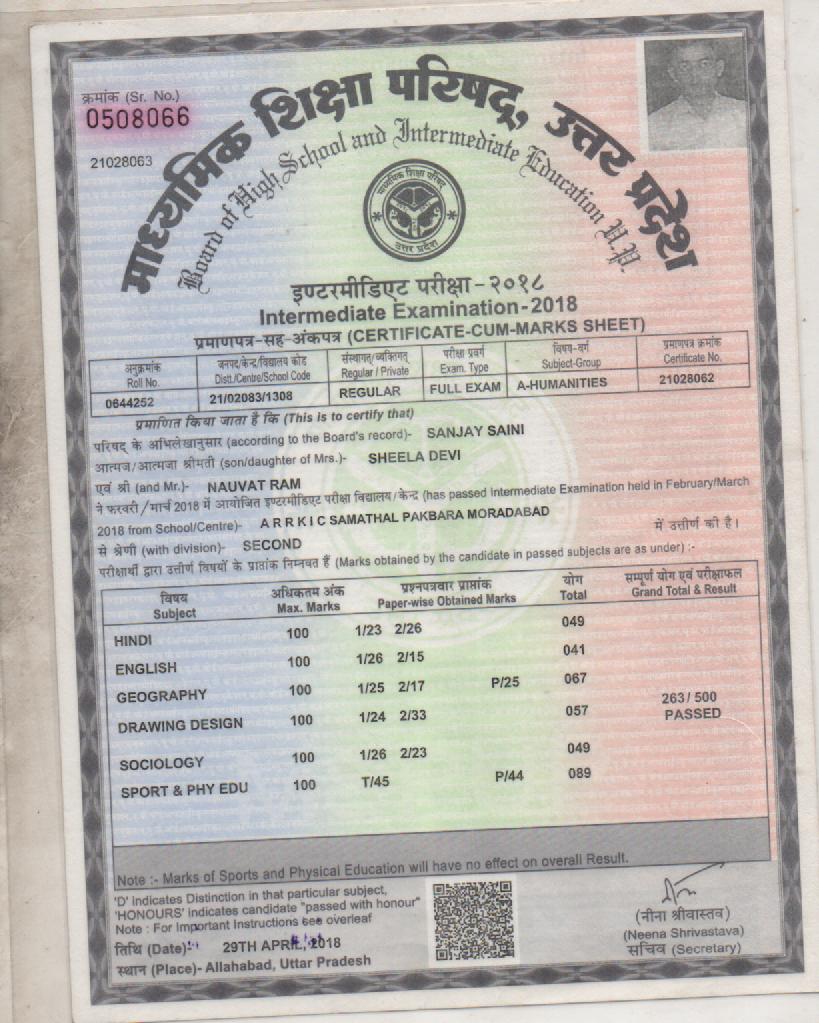 क्रमांक (Sr. No.)
0508066
21028063
माध्यमिक शिक्षा परिषद्, उत्तर प्रदेश
Board of High School and Intermediate Education U.P.
माध्यमिक शिक्षा परिषद
उत्तर प्रदेश
इण्टरमीडिएट परीक्षा-२०१८
Intermediate Examination-2018
प्रमाणपत्र-सह-अंकपत्र (CERTIFICATE-CUM-MARKS SHEET)
अनुक्रमांक जनपद/केन्द्र/विद्यालय कोड संस्थागत/व्यक्तिगत परीक्षा प्रवर्ग विषय-वर्ग प्रमाणपत्र क्रमांक
Roll No. Distt./Centre/School Code Regular / Private Exam. Type Subject-Group Certificate No.
0644252 21/02083/1308 REGULAR FULL EXAM A-HUMANITIES 21028062
प्रमाणित किया जाता है कि (This is to certify that)
परिषद के अभिलेखानुसार (according to the Board's record)- SANJAY SAINI
आत्मज/आत्मजा श्रीमती (son/daughter of Mrs.)- SHEELA DEVI
एवं श्री (and Mr.)- NAUVAT RAM
ने फरवरी/मार्च 2018 में आयोजित इण्टरमीडिएट परीक्षा विद्यालय/केन्द्र (has passed Intermediate Examination held in February/March
2018 from School/Centre)- A R R K I C SAMATHAL PAKBARA MORADABAD में उत्तीर्ण की है।
से श्रेणी (with division)- SECOND
परीक्षार्थी द्वारा उत्तीर्ण विषयों के प्राप्तांक निम्नवत हैं (Marks obtained by the candidate in passed subjects are as under) :-
विषय अधिकतम अंक प्रश्नपत्रवार प्राप्तांक योग सम्पूर्ण योग एवं परीक्षाफल
Subject Max. Marks Paper-wise Obtained Marks Total Grand Total & Result
HINDI 100 1/23 2/26 049
ENGLISH 100 1/26 2/15 041
GEOGRAPHY 100 1/25 2/17 P/25 067
263/500
DRAWING DESIGN 100 1/24 2/33 057 PASSED
SOCIOLOGY 100 1/26 2/23 049
SPORT & PHY EDU 100 T/45 P/44 089
Note :- Marks of Sports and Physical Education will have no effect on overall Result.
'D' Indicates Distinction in that particular subject,
'HONOURS' indicates candidate "passed with honour"
Note : For Important Instructions see overleaf
तिथि (Date):- 29TH APRIL, 2018
स्थान (Place)- Allahabad, Uttar Pradesh
(नीना श्रीवास्तव)
(Neena Shrivastava)
सचिव (Secretary)